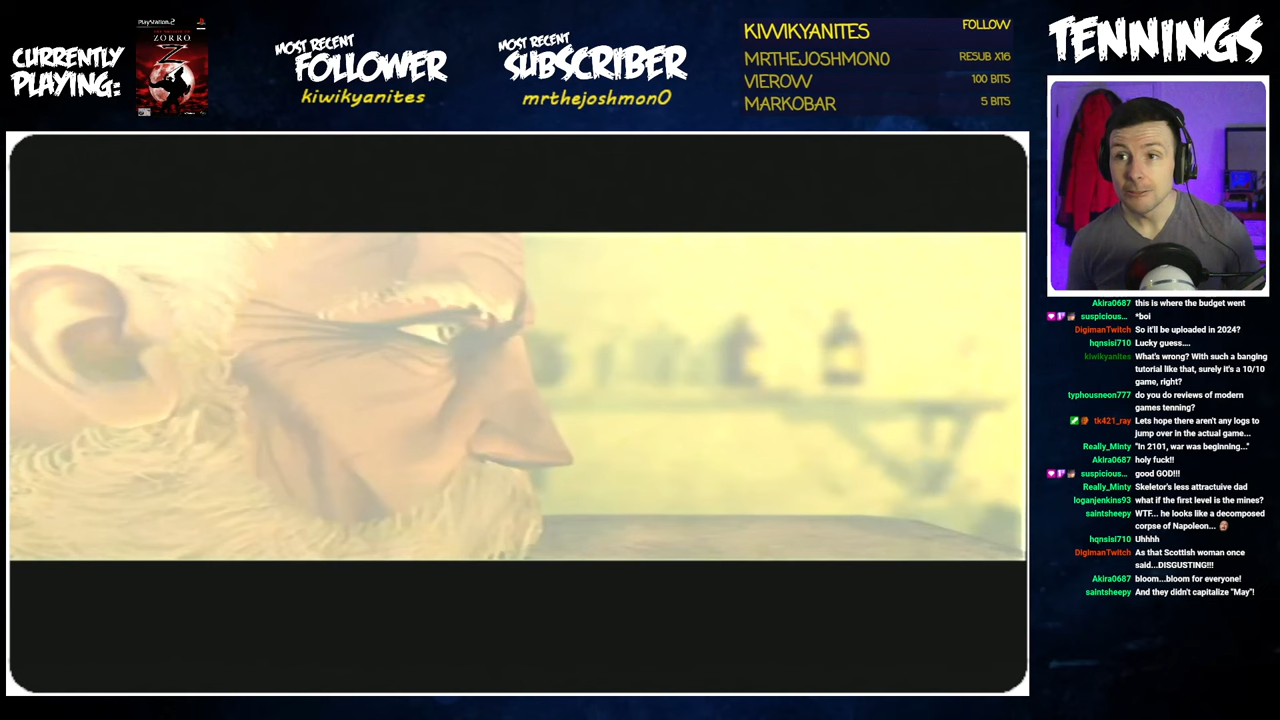 CURRENTLY
PLAYING:
PlayStation.2
ZORRO
MOST RECENT
FOLLOWER
kiwikyanites
MOST RECENT
SUBSCRIBER
mrthejoshmon0
KIWIKYANITES FOLLOW
MRTHEJOSHMON0 RESUB X16
VIEROW 100 BITS
MARKOBAR 5 BITS
TENNINGS
Akira0687 this is where the budget went
suspicious... *boi
DigimanTwitch So it'll be uploaded in 2024?
hqnsisi710 Lucky guess....
kiwikyanites What's wrong? With such a banging
tutorial like that, surely it's a 10/10
game, right?
typhousneon777 do you do reviews of modern
games tenning?
tk421_ray Lets hope there aren't any logs to
jump over in the actual game...
Really_Minty "In 2101, war was beginning..."
Akira0687 holy fuck!!
suspicious... good GOD!!!
Really_Minty Skeletor's less attractuive dad
loganjenkins93 what if the first level is the mines?
saintsheepy WTF... he looks like a decomposed
corpse of Napoleon...
hqnsisi710 Uhhhh
DigimanTwitch As that Scottish woman once
said...DISGUSTING!!!
Akira0687 bloom...bloom for everyone!
saintsheepy And they didn't capitalize "May"!